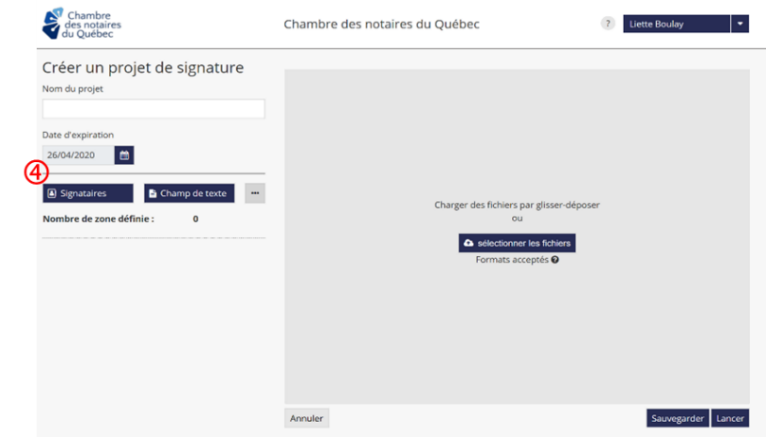 Chambre
des notaires
du Québec
Chambre des notaires du Québec
?
Liette Boulay
Créer un projet de signature
Nom du projet
Date d'expiration
26/04/2020
4
Signataires
Champ de texte
...
Nombre de zone définie : 0
Charger des fichiers par glisser-déposer
ou
sélectionner les fichiers
Formats acceptés ?
Annuler
Sauvegarder
Lancer